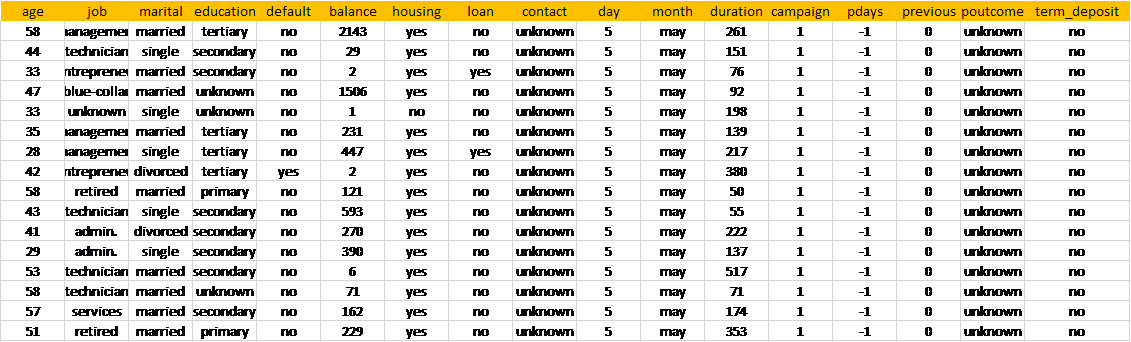 age job marital education default balance housing loan contact day month duration campaign pdays previous poutcome term_deposit
58 managemen married tertiary no 2143 yes no unknown 5 may 261 1 -1 0 unknown no
44 technician single secondary no 29 yes no unknown 5 may 151 1 -1 0 unknown no
33 ntrepreneu married secondary no 2 yes yes unknown 5 may 76 1 -1 0 unknown no
47 blue-collar married unknown no 1506 yes no unknown 5 may 92 1 -1 0 unknown no
33 unknown single unknown no 1 no no unknown 5 may 198 1 -1 0 unknown no
35 managemen married tertiary no 231 yes no unknown 5 may 139 1 -1 0 unknown no
28 managemen single tertiary no 447 yes yes unknown 5 may 217 1 -1 0 unknown no
42 ntrepreneu divorced tertiary yes 2 yes no unknown 5 may 380 1 -1 0 unknown no
58 retired married primary no 121 yes no unknown 5 may 50 1 -1 0 unknown no
43 technician single secondary no 593 yes no unknown 5 may 55 1 -1 0 unknown no
41 admin. divorced secondary no 270 yes no unknown 5 may 222 1 -1 0 unknown no
29 admin. single secondary no 390 yes no unknown 5 may 137 1 -1 0 unknown no
53 technician married secondary no 6 yes no unknown 5 may 517 1 -1 0 unknown no
58 technician married unknown no 71 yes no unknown 5 may 71 1 -1 0 unknown no
57 services married secondary no 162 yes no unknown 5 may 174 1 -1 0 unknown no
51 retired married primary no 229 yes no unknown 5 may 353 1 -1 0 unknown no